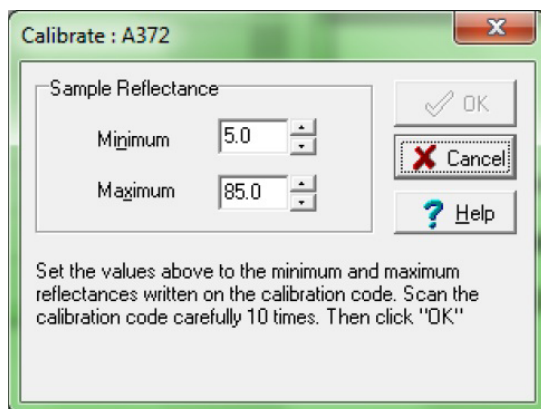 Calibrate : A372
Sample Reflectance
Minimum 5.0
Maximum 85.0
OK
Cancel
Help
Set the values above to the minimum and maximum
reflectances written on the calibration code. Scan the
calibration code carefully 10 times. Then click "OK"